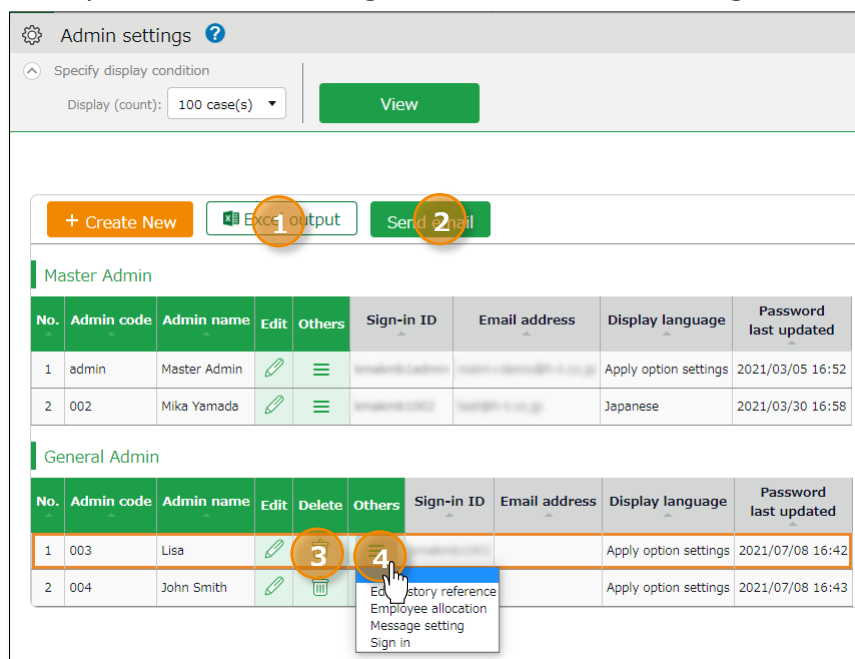 Admin settings ?
Specify display condition
Display (count): 100 case(s) View
+ Create New Excel output Send email
1 2
Master Admin
No. Admin code Admin name Edit Others Sign-in ID Email address Display language Password last updated
1 admin Master Admin Apply option settings 2021/03/05 16:52
2 002 Mika Yamada Japanese 2021/03/30 16:58
General Admin
No. Admin code Admin name Edit Delete Others Sign-in ID Email address Display language Password last updated
1 003 Lisa 3 4 Apply option settings 2021/07/08 16:42
2 004 John Smith Apply option settings 2021/07/08 16:43
reference
Employee allocation
Message setting
Sign in